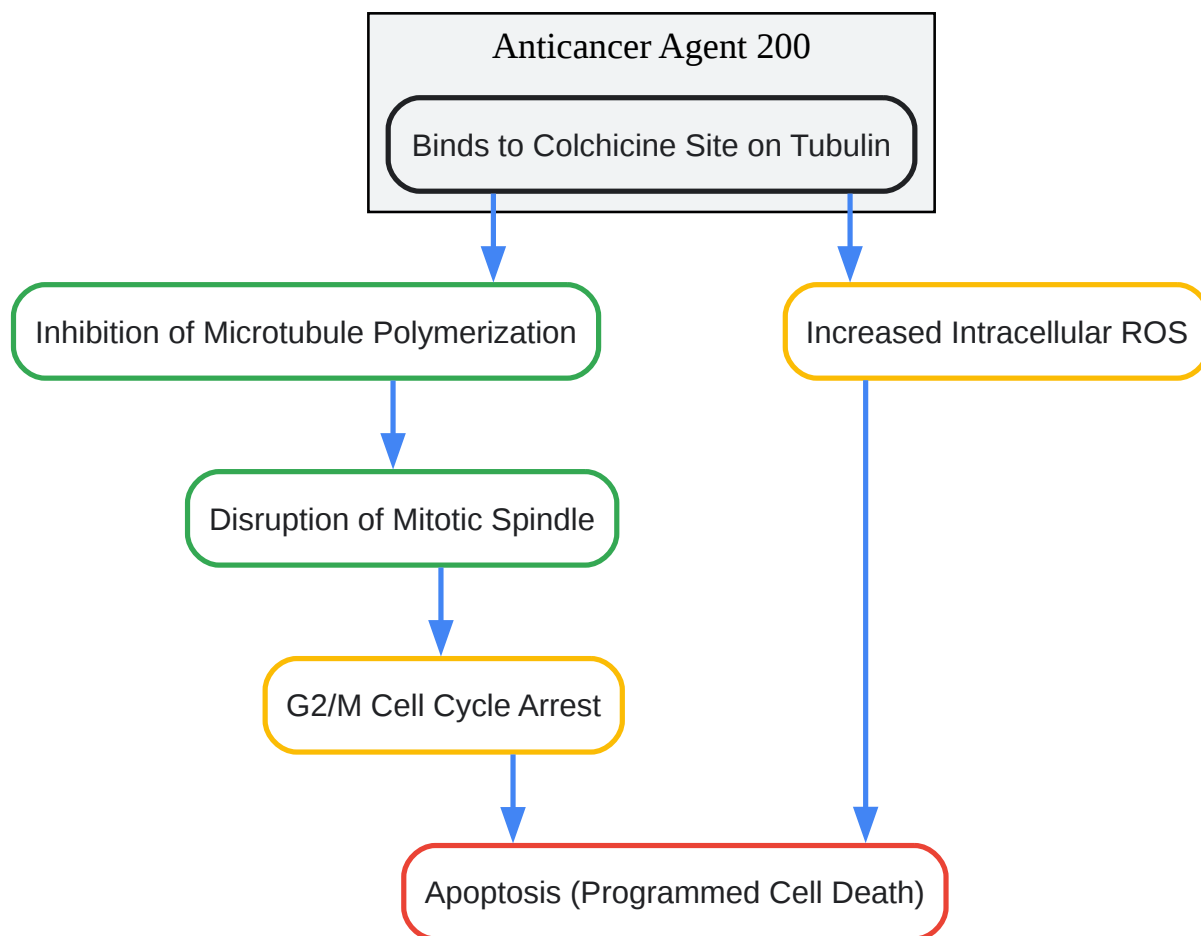 Anticancer Agent 200
Binds to Colchicine Site on Tubulin
Inhibition of Microtubule Polymerization
Increased Intracellular ROS
Disruption of Mitotic Spindle
G2/M Cell Cycle Arrest
Apoptosis (Programmed Cell Death)